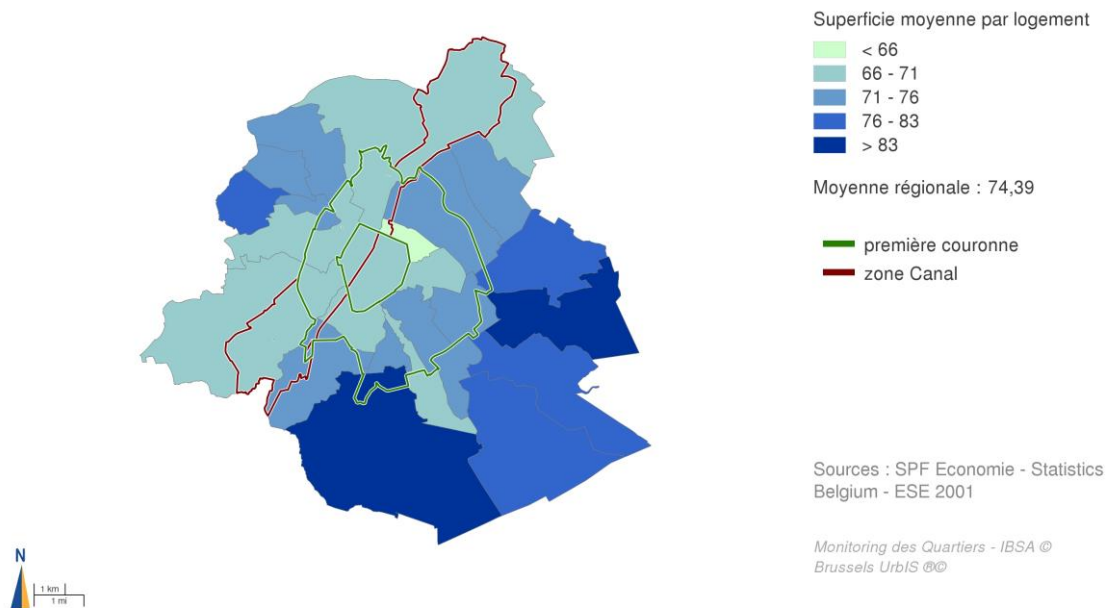 Superficie moyenne par logement
< 66
66 - 71
71 - 76
76 - 83
> 83
Moyenne régionale : 74,39
première couronne
zone Canal
Sources : SPF Economie - Statistics
Belgium - ESE 2001
Monitoring des Quartiers - IBSA ©
Brussels UrbIS ®©
N
1 km
1 mi